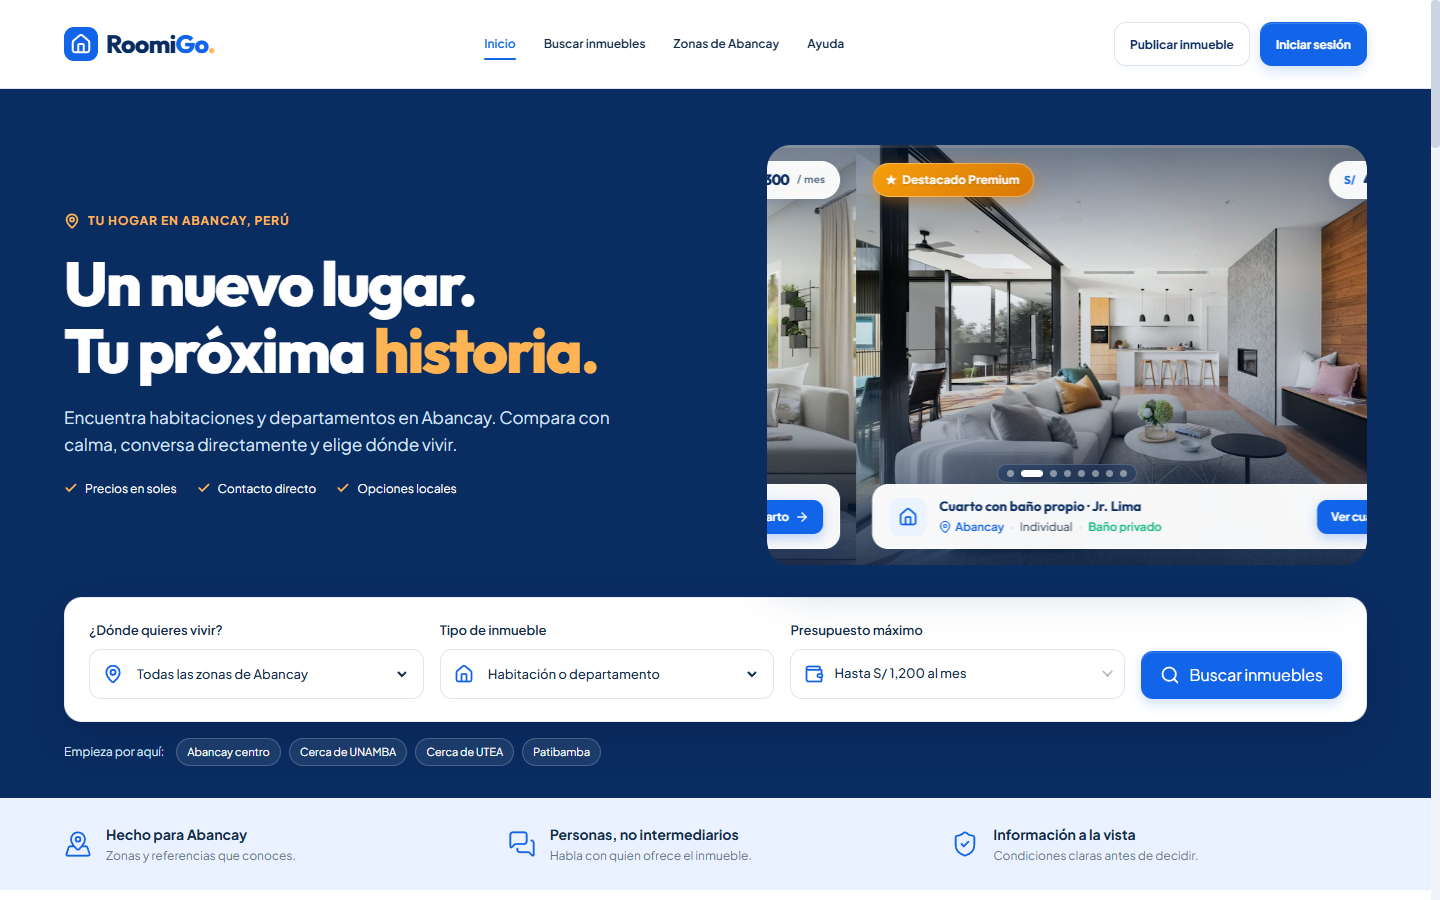 RoomiGo.
Inicio
Buscar inmuebles
Zonas de Abancay
Ayuda
Publicar inmueble
Iniciar sesión
TU HOGAR EN ABANCAY, PERÚ
Un nuevo lugar.
Tu próxima historia.
Encuentra habitaciones y departamentos en Abancay. Compara con
calma, conversa directamente y elige dónde vivir.
Precios en soles
Contacto directo
Opciones locales
/ mes
Destacado Premium
S/
Cuarto con baño propio · Jr. Lima
Abancay · Individual · Baño privado
¿Dónde quieres vivir?
Todas las zonas de Abancay
Tipo de inmueble
Habitación o departamento
Presupuesto máximo
Hasta S/ 1,200 al mes
Buscar inmuebles
Empieza por aquí:
Abancay centro
Cerca de UNAMBA
Cerca de UTEA
Patibamba
Hecho para Abancay
Zonas y referencias que conoces.
Personas, no intermediarios
Habla con quien ofrece el inmueble.
Información a la vista
Condiciones claras antes de decidir.